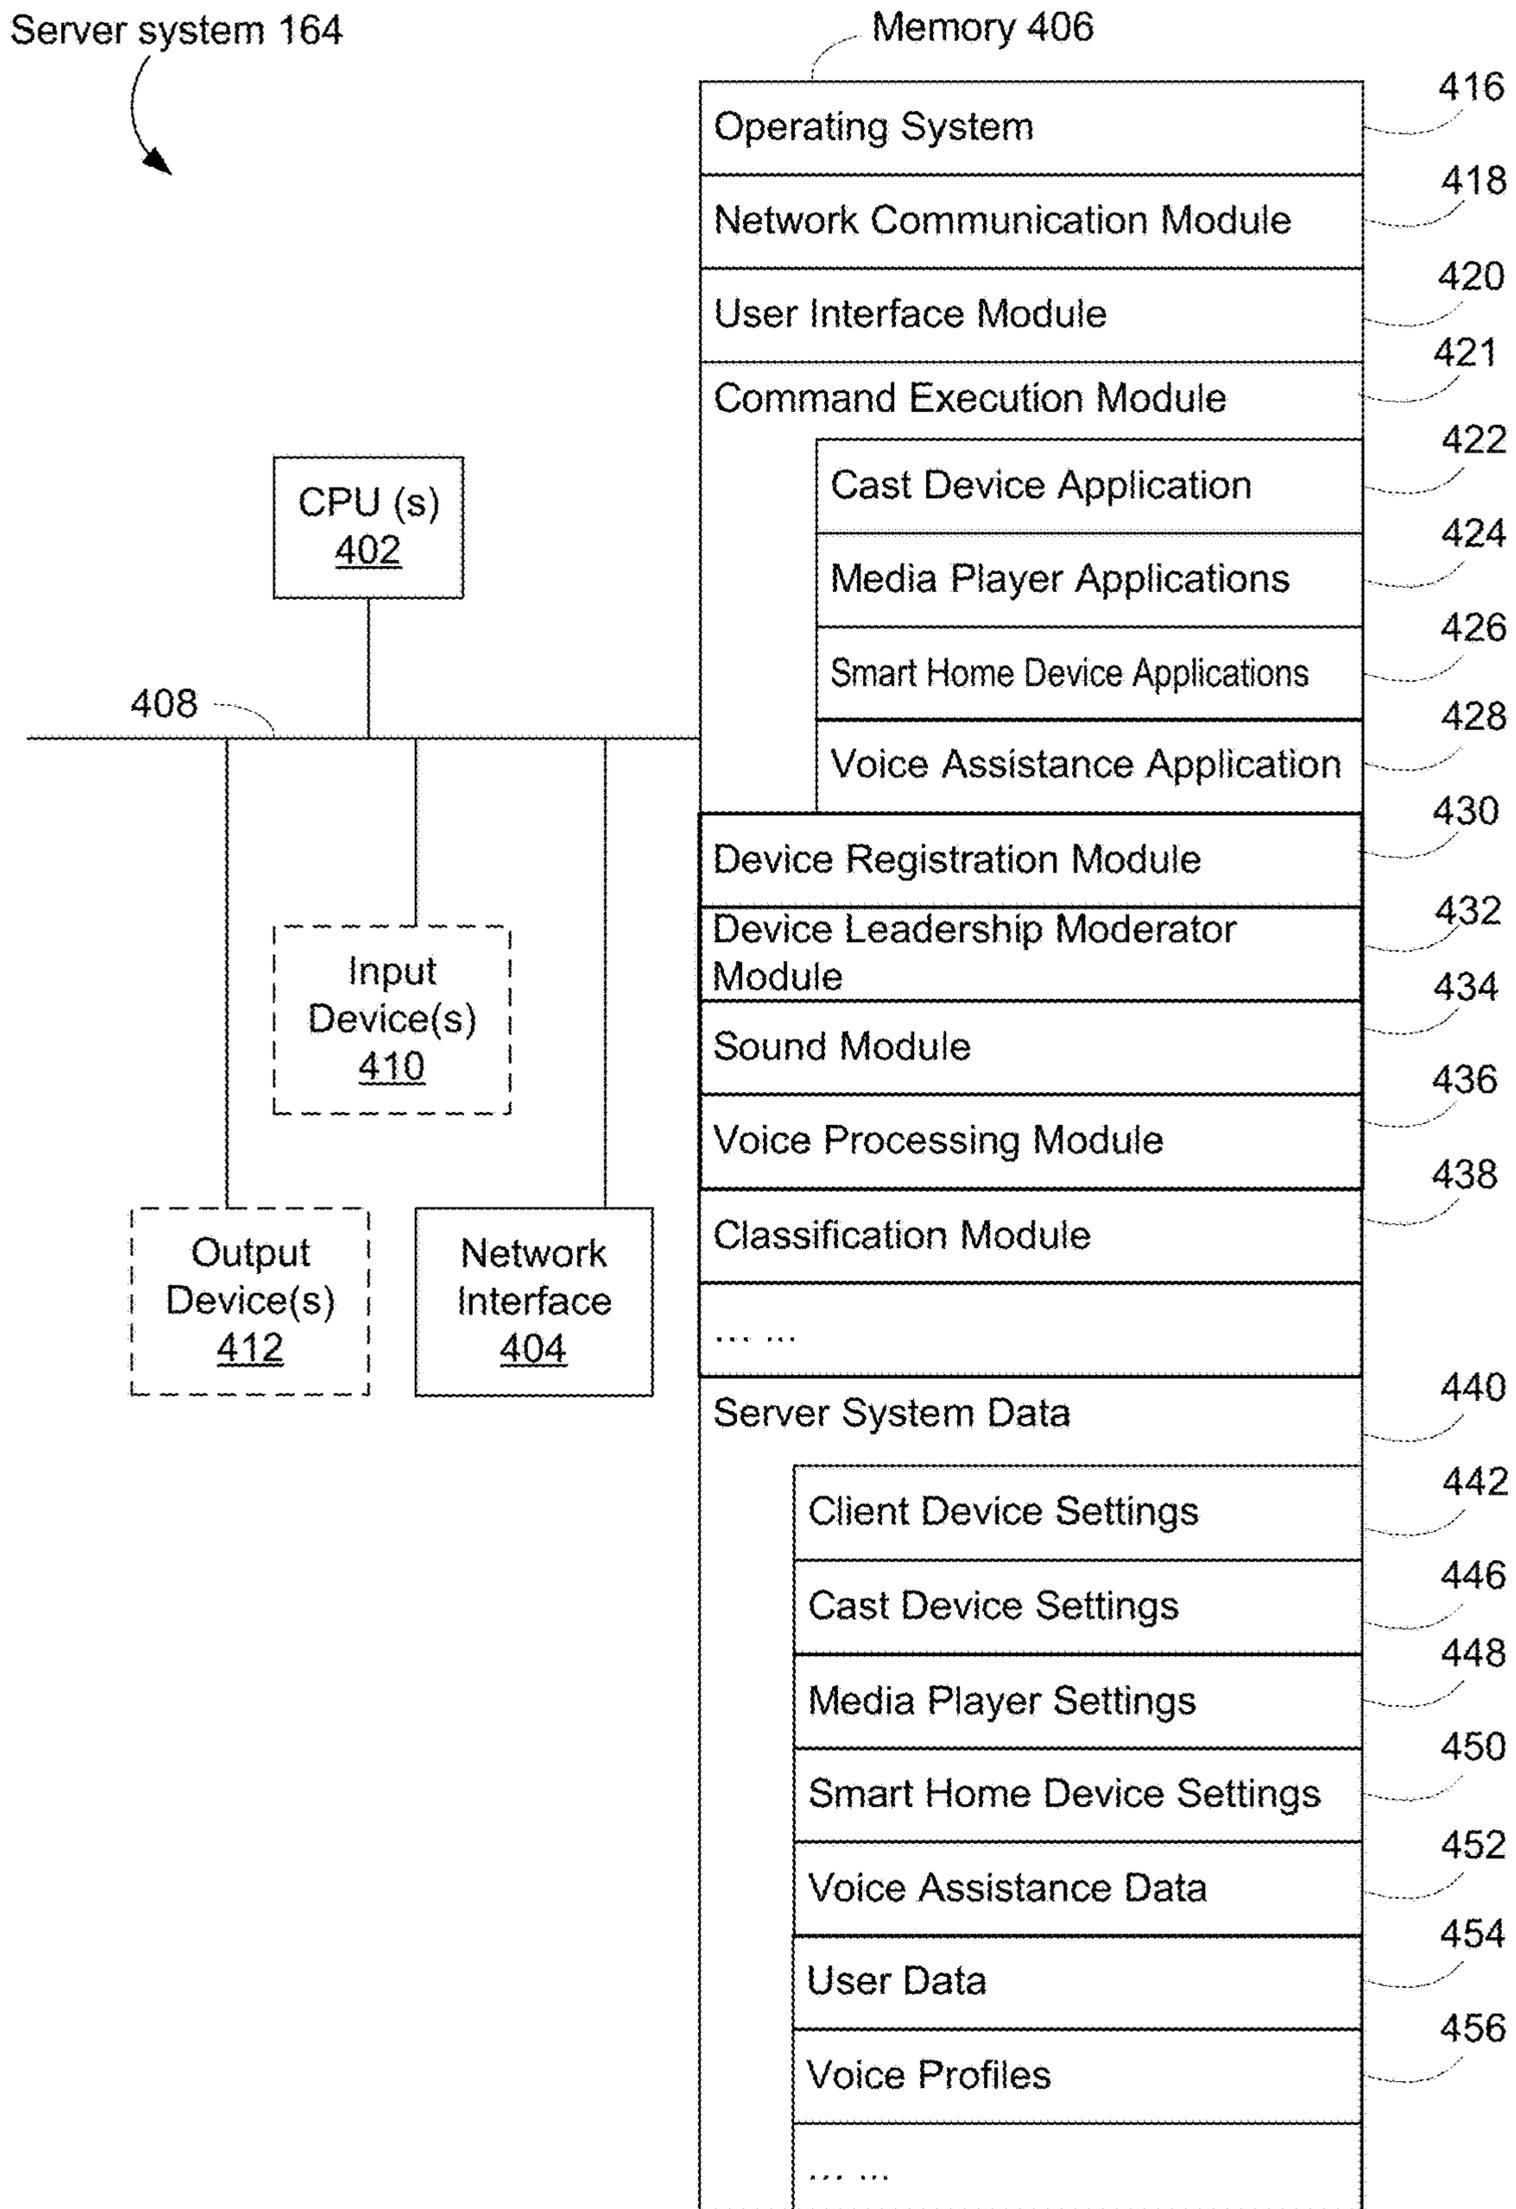 Server system 164
Memory 406
Operating System
416
Network Communication Module
418
User Interface Module
420
Command Execution Module
421
Cast Device Application
422
Media Player Applications
424
Smart Home Device Applications
426
Voice Assistance Application
428
CPU (s)
402
408
Input
Device(s)
410
Output
Device(s)
412
Network
Interface
404
Device Registration Module
430
Device Leadership Moderator
Module
432
Sound Module
434
Voice Processing Module
436
Classification Module
438
... ...
Server System Data
440
Client Device Settings
442
Cast Device Settings
446
Media Player Settings
448
Smart Home Device Settings
450
Voice Assistance Data
452
User Data
454
Voice Profiles
456
... ...